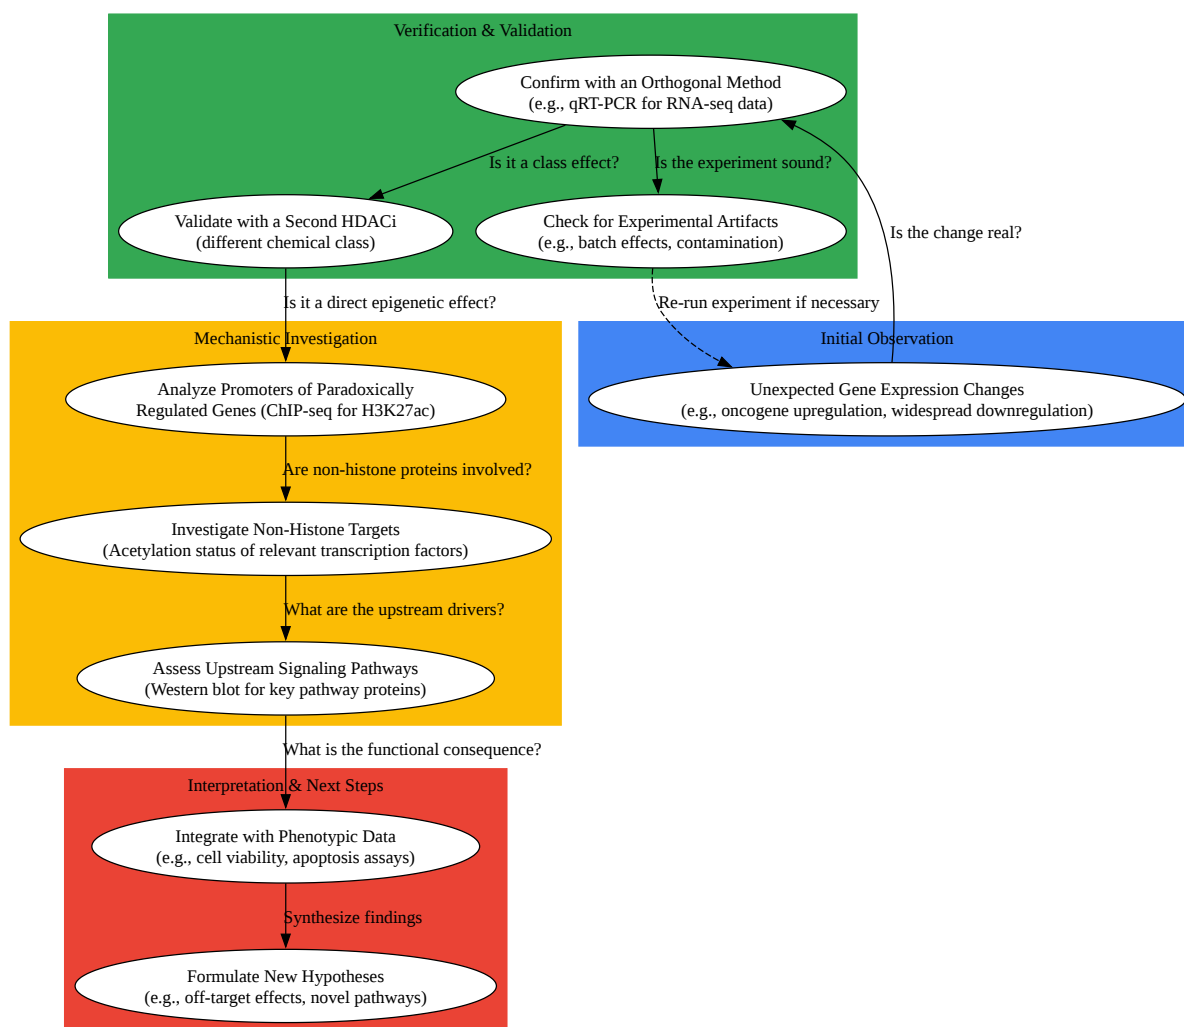 Verification & Validation
Confirm with an Orthogonal Method
(e.g., qRT-PCR for RNA-seq data)
Is it a class effect?
Is the experiment sound?
Validate with a Second HDACi
(different chemical class)
Check for Experimental Artifacts
(e.g., batch effects, contamination)
Is the change real?
Is it a direct epigenetic effect?
Re-run experiment if necessary
Mechanistic Investigation
Initial Observation
Analyze Promoters of Paradoxically
Regulated Genes (ChIP-seq for H3K27ac)
Unexpected Gene Expression Changes
(e.g., oncogene upregulation, widespread downregulation)
Are non-histone proteins involved?
Investigate Non-Histone Targets
(Acetylation status of relevant transcription factors)
What are the upstream drivers?
Assess Upstream Signaling Pathways
(Western blot for key pathway proteins)
What is the functional consequence?
Interpretation & Next Steps
Integrate with Phenotypic Data
(e.g., cell viability, apoptosis assays)
Synthesize findings
Formulate New Hypotheses
(e.g., off-target effects, novel pathways)